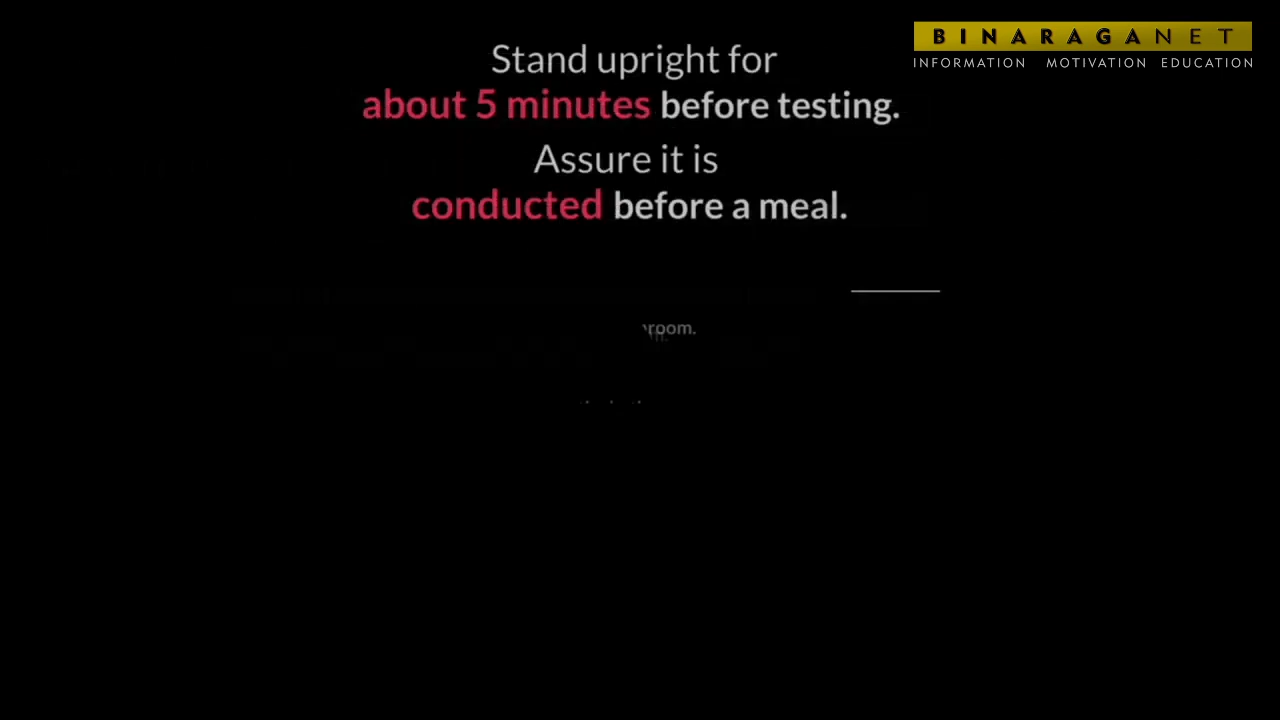 BINARAGANET
INFORMATION MOTIVATION EDUCATION
Stand upright for
about 5 minutes before testing.
Assure it is
conducted before a meal.